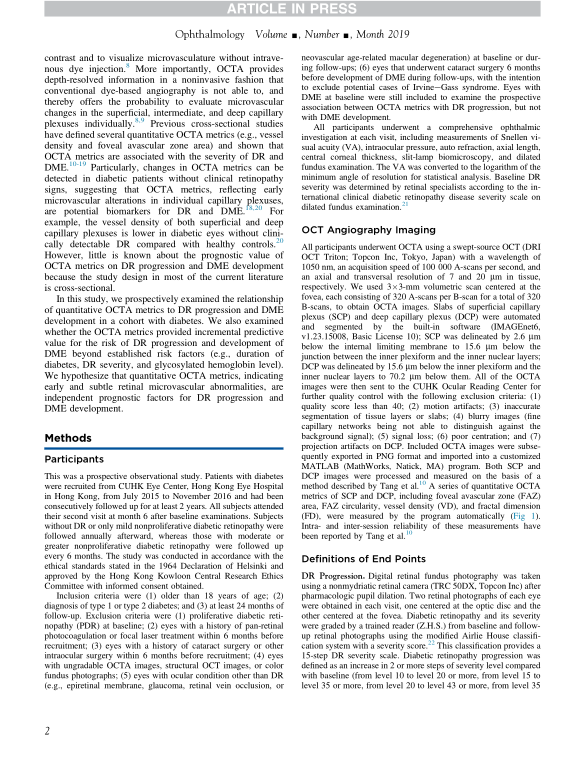 ARTICLE IN PRESS
Ophthalmology Volume ■, Number ■, Month 2019
contrast and to visualize microvasculature without intrave-
nous dye injection.8 More importantly, OCTA provides
depth-resolved information in a noninvasive fashion that
conventional dye-based angiography is not able to, and
thereby offers the probability to evaluate microvascular
changes in the superficial, intermediate, and deep capillary
plexuses individually.8,9 Previous cross-sectional studies
have defined several quantitative OCTA metrics (e.g., vessel
density and foveal avascular zone area) and shown that
OCTA metrics are associated with the severity of DR and
DME.10-19 Particularly, changes in OCTA metrics can be
detected in diabetic patients without clinical retinopathy
signs, suggesting that OCTA metrics, reflecting early
microvascular alterations in individual capillary plexuses,
are potential biomarkers for DR and DME.18,20 For
example, the vessel density of both superficial and deep
capillary plexuses is lower in diabetic eyes without clini-
cally detectable DR compared with healthy controls.20
However, little is known about the prognostic value of
OCTA metrics on DR progression and DME development
because the study design in most of the current literature
is cross-sectional.
In this study, we prospectively examined the relationship
of quantitative OCTA metrics to DR progression and DME
development in a cohort with diabetes. We also examined
whether the OCTA metrics provided incremental predictive
value for the risk of DR progression and development of
DME beyond established risk factors (e.g., duration of
diabetes, DR severity, and glycosylated hemoglobin level).
We hypothesize that quantitative OCTA metrics, indicating
early and subtle retinal microvascular abnormalities, are
independent prognostic factors for DR progression and
DME development.
Methods
Participants
This was a prospective observational study. Patients with diabetes
were recruited from CUHK Eye Center, Hong Kong Eye Hospital
in Hong Kong, from July 2015 to November 2016 and had been
consecutively followed up for at least 2 years. All subjects attended
their second visit at month 6 after baseline examinations. Subjects
without DR or only mild nonproliferative diabetic retinopathy were
followed annually afterward, whereas those with moderate or
greater nonproliferative diabetic retinopathy were followed up
every 6 months. The study was conducted in accordance with the
ethical standards stated in the 1964 Declaration of Helsinki and
approved by the Hong Kong Kowloon Central Research Ethics
Committee with informed consent obtained.
Inclusion criteria were (1) older than 18 years of age; (2)
diagnosis of type 1 or type 2 diabetes; and (3) at least 24 months of
follow-up. Exclusion criteria were (1) proliferative diabetic reti-
nopathy (PDR) at baseline; (2) eyes with a history of pan-retinal
photocoagulation or focal laser treatment within 6 months before
recruitment; (3) eyes with a history of cataract surgery or other
intraocular surgery within 6 months before recruitment; (4) eyes
with ungradable OCTA images, structural OCT images, or color
fundus photographs; (5) eyes with ocular condition other than DR
(e.g., epiretinal membrane, glaucoma, retinal vein occlusion, or
neovascular age-related macular degeneration) at baseline or dur-
ing follow-ups; (6) eyes that underwent cataract surgery 6 months
before development of DME during follow-ups, with the intention
to exclude potential cases of Irvine–Gass syndrome. Eyes with
DME at baseline were still included to examine the prospective
association between OCTA metrics with DR progression, but not
with DME development.
All participants underwent a comprehensive ophthalmic
investigation at each visit, including measurements of Snellen vi-
sual acuity (VA), intraocular pressure, auto refraction, axial length,
central corneal thickness, slit-lamp biomicroscopy, and dilated
fundus examination. The VA was converted to the logarithm of the
minimum angle of resolution for statistical analysis. Baseline DR
severity was determined by retinal specialists according to the in-
ternational clinical diabetic retinopathy disease severity scale on
dilated fundus examination.21
OCT Angiography Imaging
All participants underwent OCTA using a swept-source OCT (DRI
OCT Triton; Topcon Inc, Tokyo, Japan) with a wavelength of
1050 nm, an acquisition speed of 100 000 A-scans per second, and
an axial and transversal resolution of 7 and 20 μm in tissue,
respectively. We used 3×3-mm volumetric scan centered at the
fovea, each consisting of 320 A-scans per B-scan for a total of 320
B-scans, to obtain OCTA images. Slabs of superficial capillary
plexus (SCP) and deep capillary plexus (DCP) were automated
and segmented by the built-in software (IMAGEnet6,
v1.23.15008, Basic License 10); SCP was delineated by 2.6 μm
below the internal limiting membrane to 15.6 μm below the
junction between the inner plexiform and the inner nuclear layers;
DCP was delineated by 15.6 μm below the inner plexiform and the
inner nuclear layers to 70.2 μm below them. All of the OCTA
images were then sent to the CUHK Ocular Reading Center for
further quality control with the following exclusion criteria: (1)
quality score less than 40; (2) motion artifacts; (3) inaccurate
segmentation of tissue layers or slabs; (4) blurry images (fine
capillary networks being not able to distinguish against the
background signal); (5) signal loss; (6) poor centration; and (7)
projection artifacts on DCP. Included OCTA images were subse-
quently exported in PNG format and imported into a customized
MATLAB (MathWorks, Natick, MA) program. Both SCP and
DCP images were processed and measured on the basis of a
method described by Tang et al.10 A series of quantitative OCTA
metrics of SCP and DCP, including foveal avascular zone (FAZ)
area, FAZ circularity, vessel density (VD), and fractal dimension
(FD), were measured by the program automatically (Fig 1).
Intra- and inter-session reliability of these measurements have
been reported by Tang et al.10
Definitions of End Points
DR Progression. Digital retinal fundus photography was taken
using a nonmydriatic retinal camera (TRC 50DX, Topcon Inc) after
pharmacologic pupil dilation. Two retinal photographs of each eye
were obtained in each visit, one centered at the optic disc and the
other centered at the fovea. Diabetic retinopathy and its severity
were graded by a trained reader (Z.H.S.) from baseline and follow-
up retinal photographs using the modified Airlie House classifi-
cation system with a severity score.22 This classification provides a
15-step DR severity scale. Diabetic retinopathy progression was
defined as an increase in 2 or more steps of severity level compared
with baseline (from level 10 to level 20 or more, from level 15 to
level 35 or more, from level 20 to level 43 or more, from level 35
2